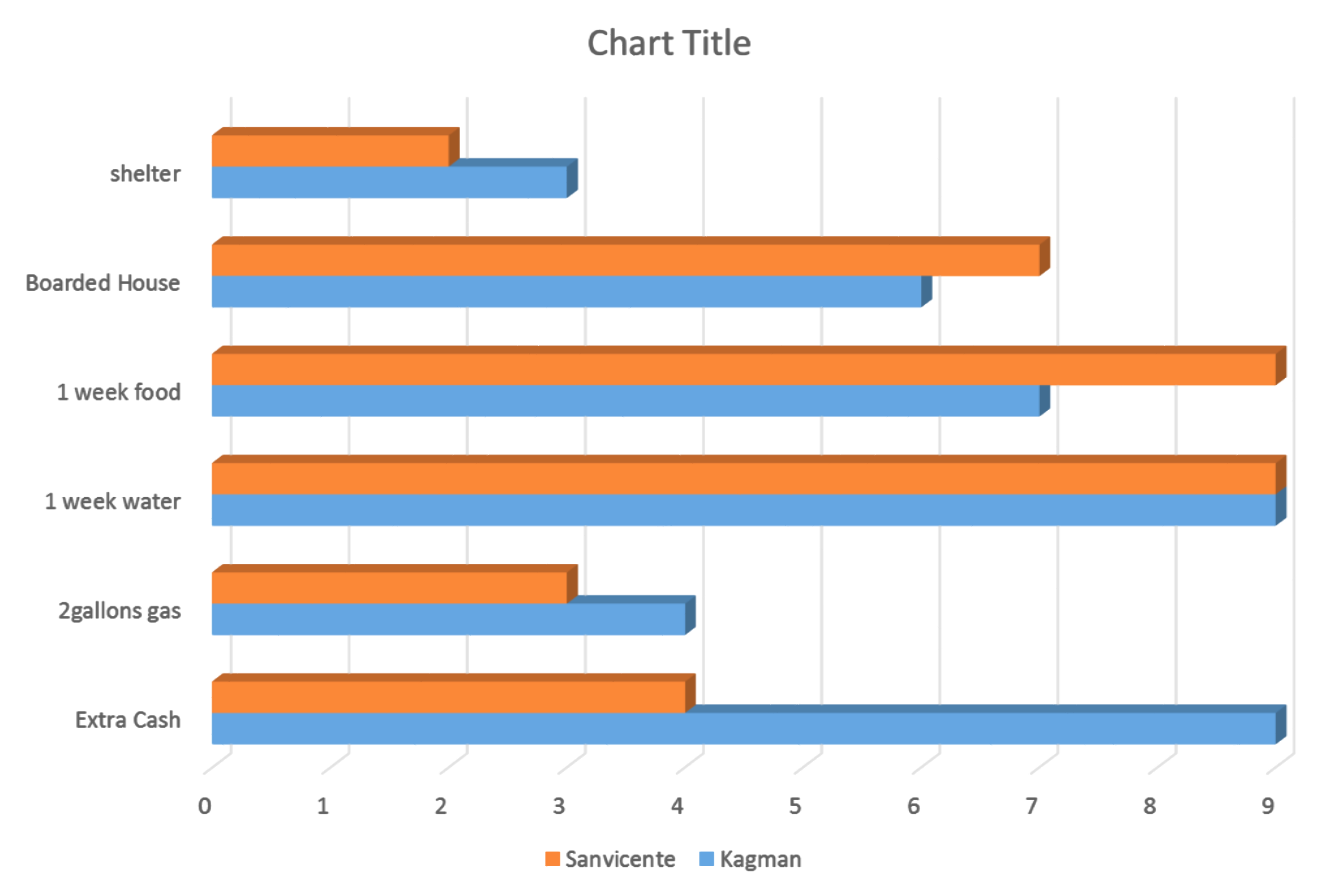 Chart Title
shelter
Boarded House
1 week food
1 week water
2gallons gas
Extra Cash
0 1 2 3 4 5 6 7 8 9
Sanvicente Kagman